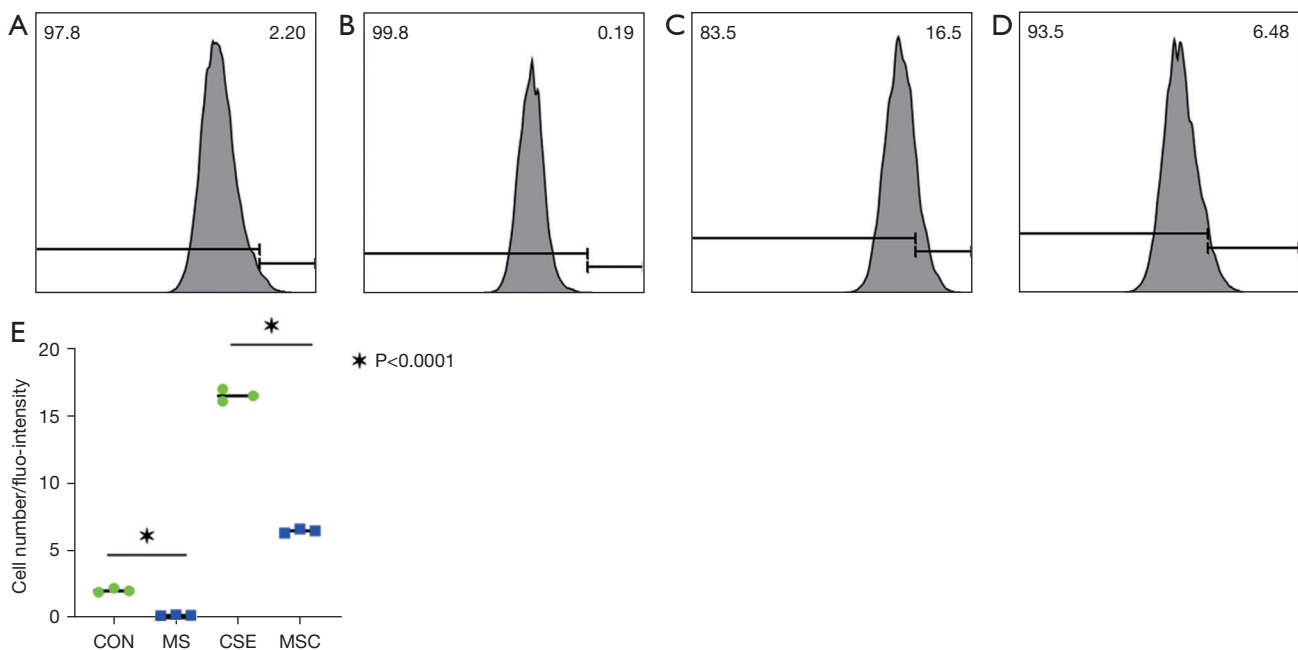 A
97.8 2.20
B
99.8 0.19
C
83.5 16.5
D
93.5 6.48
E
Cell number/fluo-intensity
20
15
10
5
0
CON MS CSE MSC
✶ ✶
✶ P<0.0001